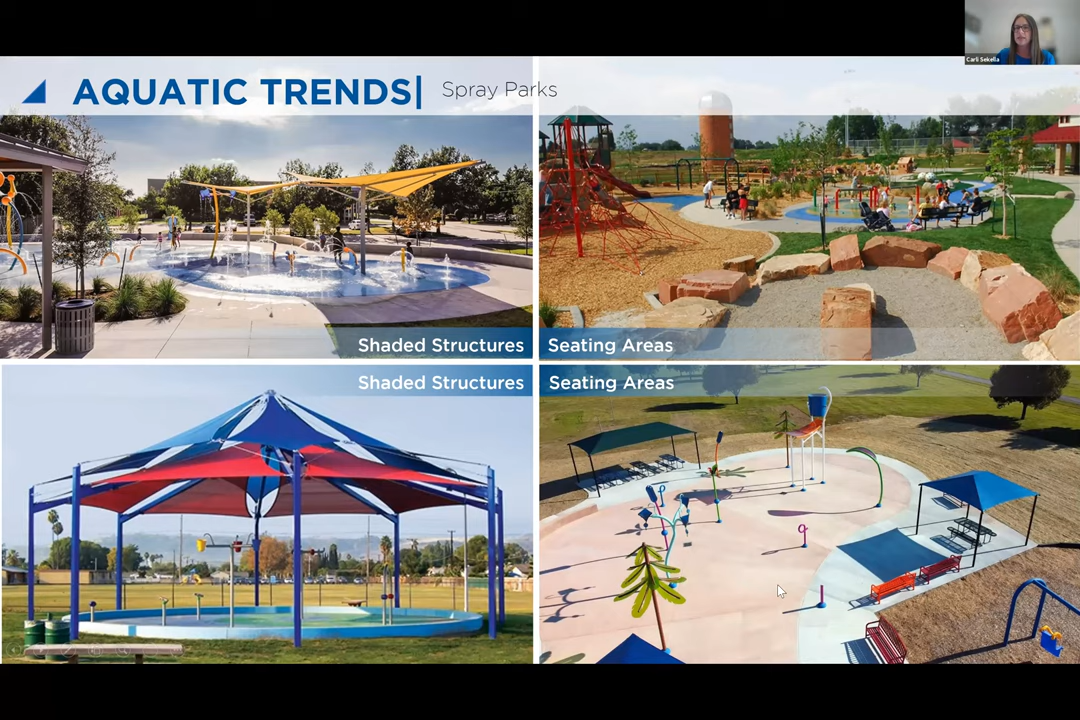 Carli Sekella
AQUATIC TRENDS|
Spray Parks
Shaded Structures
Seating Areas
Shaded Structures
Seating Areas